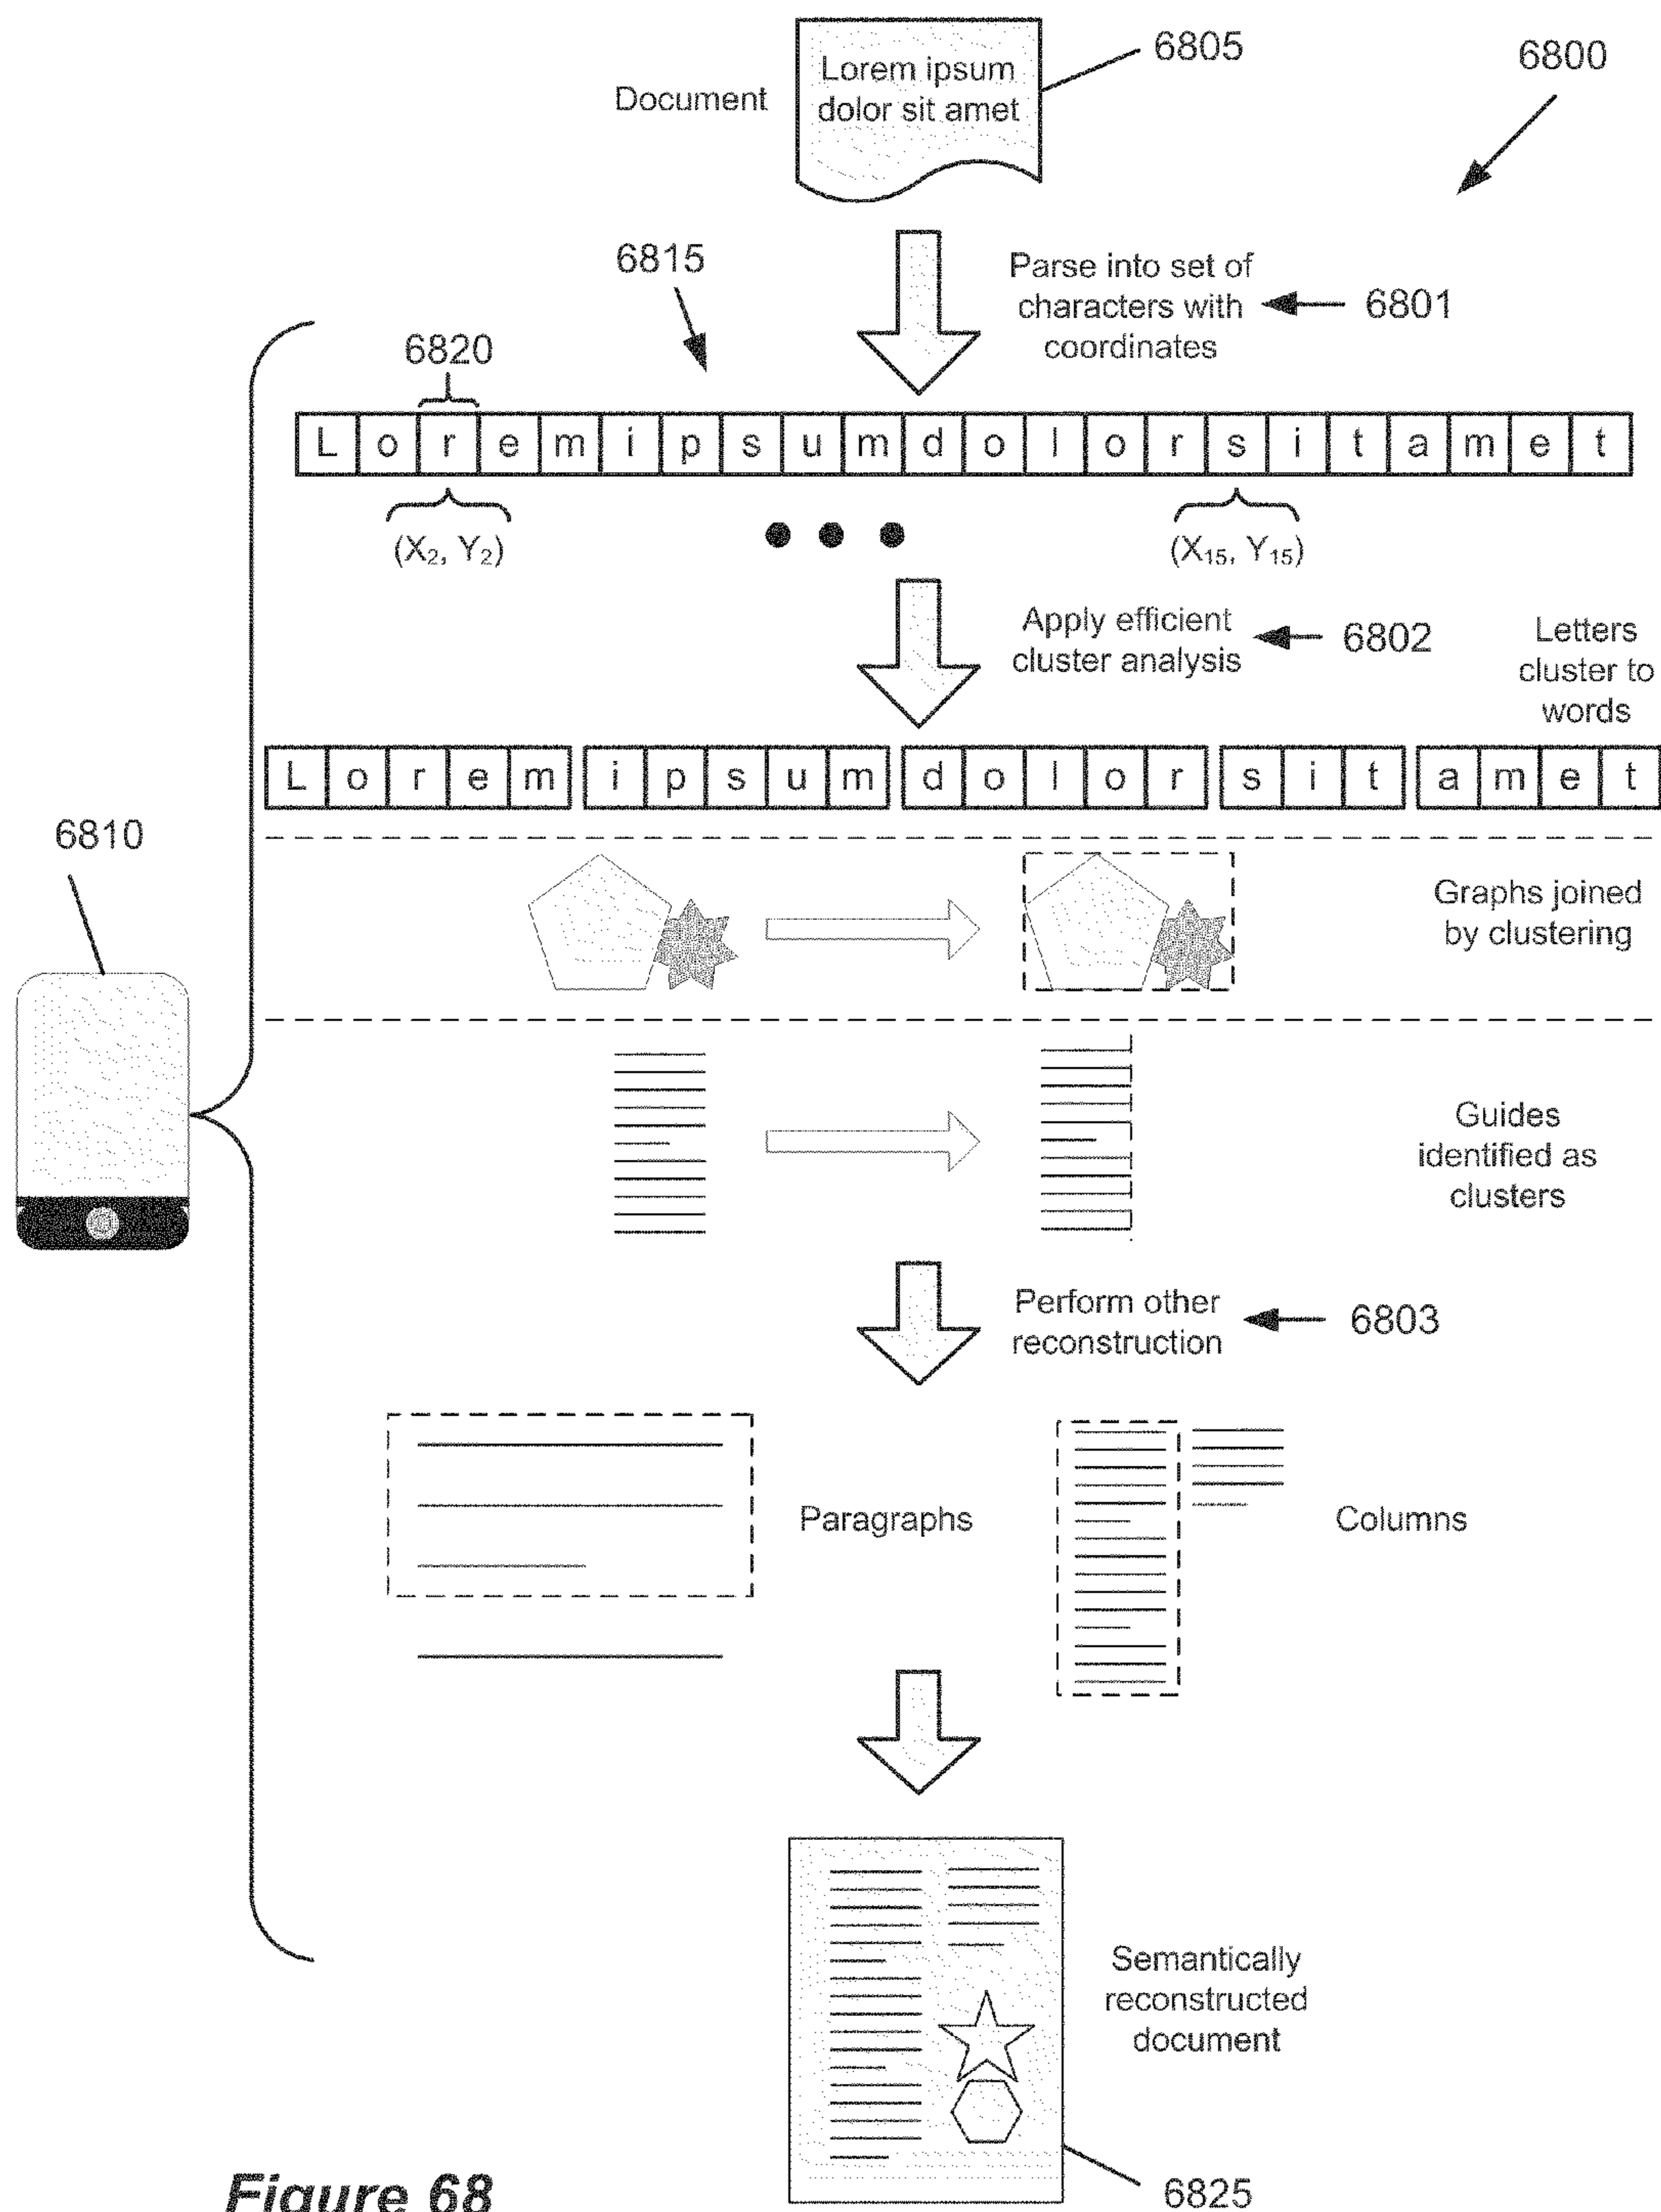 6805
6800
Lorem ipsum
dolor sit amet
Document
6815
Parse into set of
characters with
coordinates
6801
6820
L o r e m i p s u m d o l o r s i t a m e t
(X2, Y2)
(X15, Y15)
Apply efficient
cluster analysis
6802
Letters
cluster to
words
L o r e m i p s u m d o l o r s i t a m e t
6810
Graphs joined
by clustering
Guides
identified as
clusters
Perform other
reconstruction
6803
Paragraphs
Columns
Semantically
reconstructed
document
6825
Figure 68